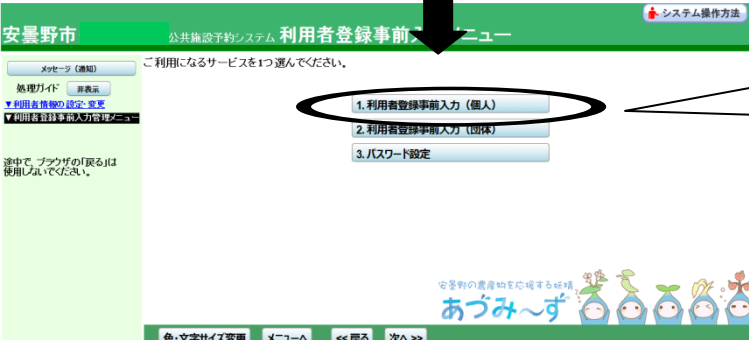 システム操作方法
安曇野市
公共施設予約システム 利用者登録事前
ニュー
メッセージ（通知）
ご利用になるサービスを1つ選んでください。
処理ガイド 非表示
▼利用者情報の設定・変更
▼利用者登録事前入力管理メニュー
1. 利用者登録事前入力（個人）
2. 利用者登録事前入力（団体）
3. パスワード設定
途中で、ブラウザの「戻る」は
使用しないでください。
安曇野の農産物を応援する妖精
あづみ～ず
色・文字サイズ変更 メニューへ << 戻る 次へ >>